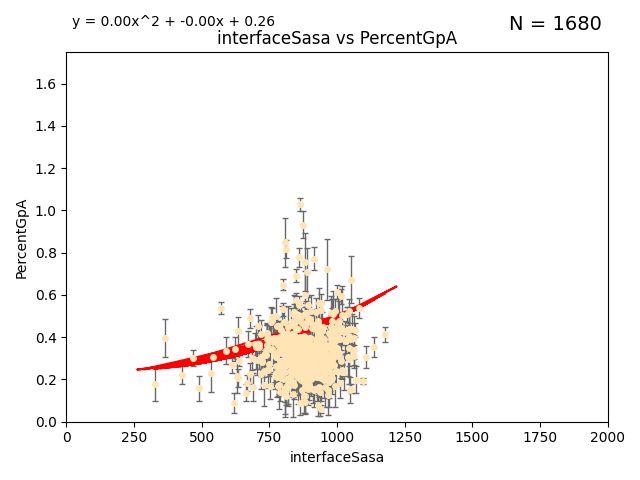 y = 0.00x^2 + -0.00x + 0.26
N = 1680
interfaceSasa vs PercentGpA
PercentGpA
1.6
1.4
1.2
1.0
0.8
0.6
0.4
0.2
0.0
0 250 500 750 1000 1250 1500 1750 2000
interfaceSasa